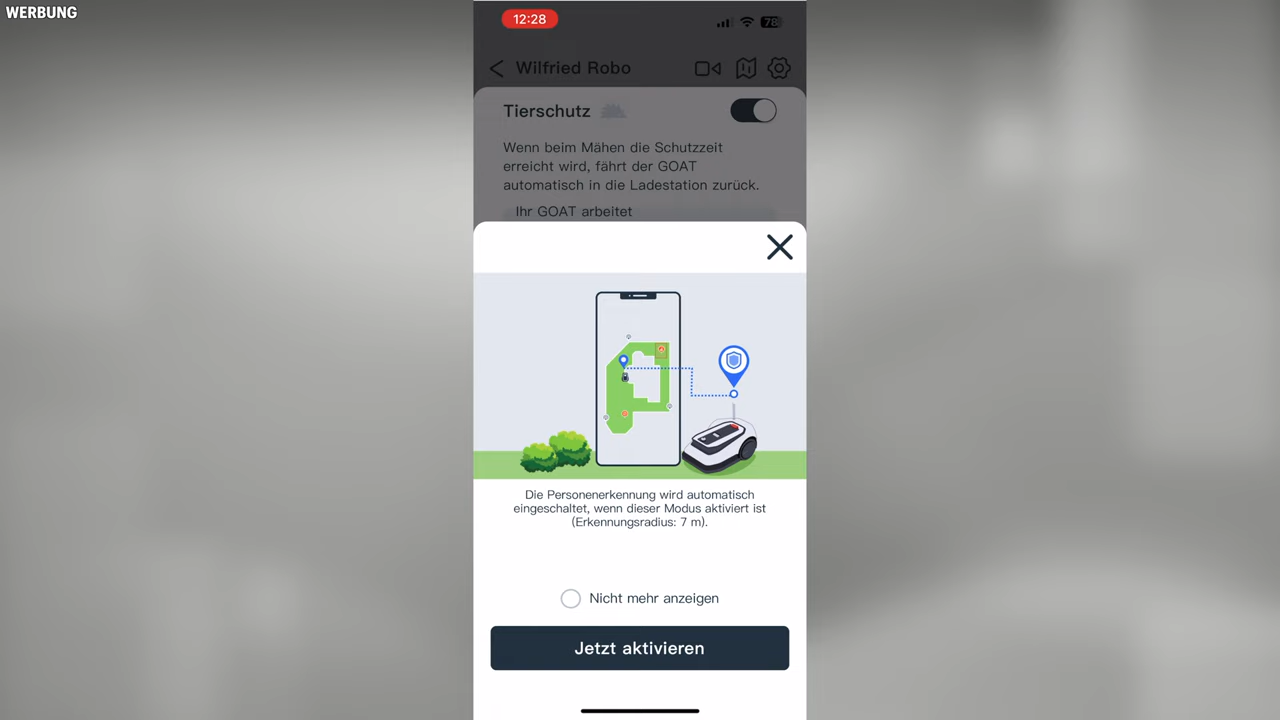 WERBUNG
12:28
78
Wilfried Robo
Tierschutz
Wenn beim Mähen die Schutzzeit
erreicht wird, fährt der GOAT
automatisch in die Ladestation zurück.
Ihr GOAT arbeitet
Die Personenerkennung wird automatisch
eingeschaltet, wenn dieser Modus aktiviert ist
(Erkennungsradius: 7 m).
Nicht mehr anzeigen
Jetzt aktivieren